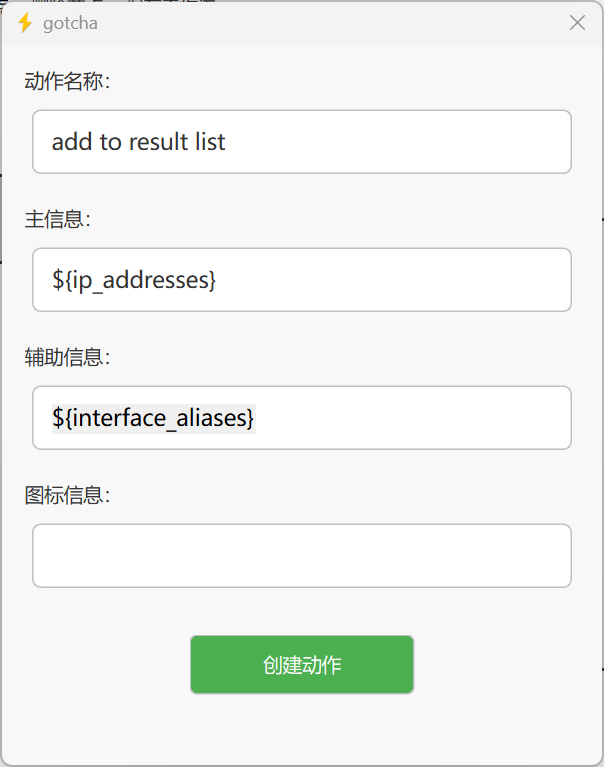 gotcha
动作名称：
add to result list
主信息：
${ip_addresses}
辅助信息：
${interface_aliases}
图标信息：
创建动作